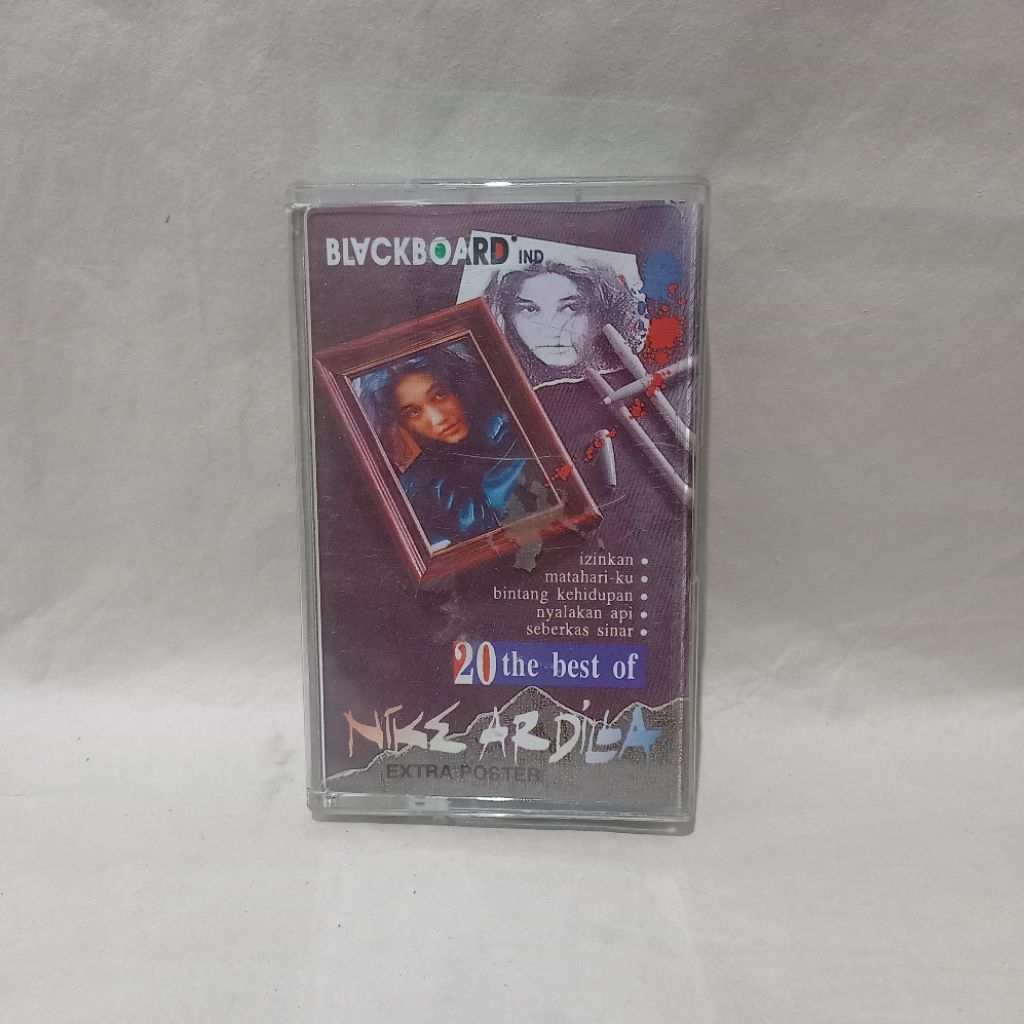 BLACKBOARD IND
izinkan •
matahari-ku •
bintang kehidupan •
nyalakan api •
seberkas sinar •
20 the best of
NIKE ARDILLA
EXTRA POSTER